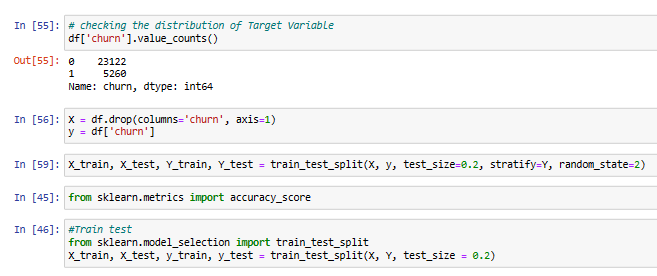 In [55]: # checking the distribution of Target Variable
df['churn'].value_counts()
Out[55]: 0    23122
1     5260
Name: churn, dtype: int64
In [56]: X = df.drop(columns='churn', axis=1)
y = df['churn']
In [59]: X_train, X_test, Y_train, Y_test = train_test_split(X, y, test_size=0.2, stratify=Y, random_state=2)
In [45]: from sklearn.metrics import accuracy_score
In [46]: #Train test
from sklearn.model_selection import train_test_split
X_train, X_test, y_train, y_test = train_test_split(X, Y, test_size = 0.2)